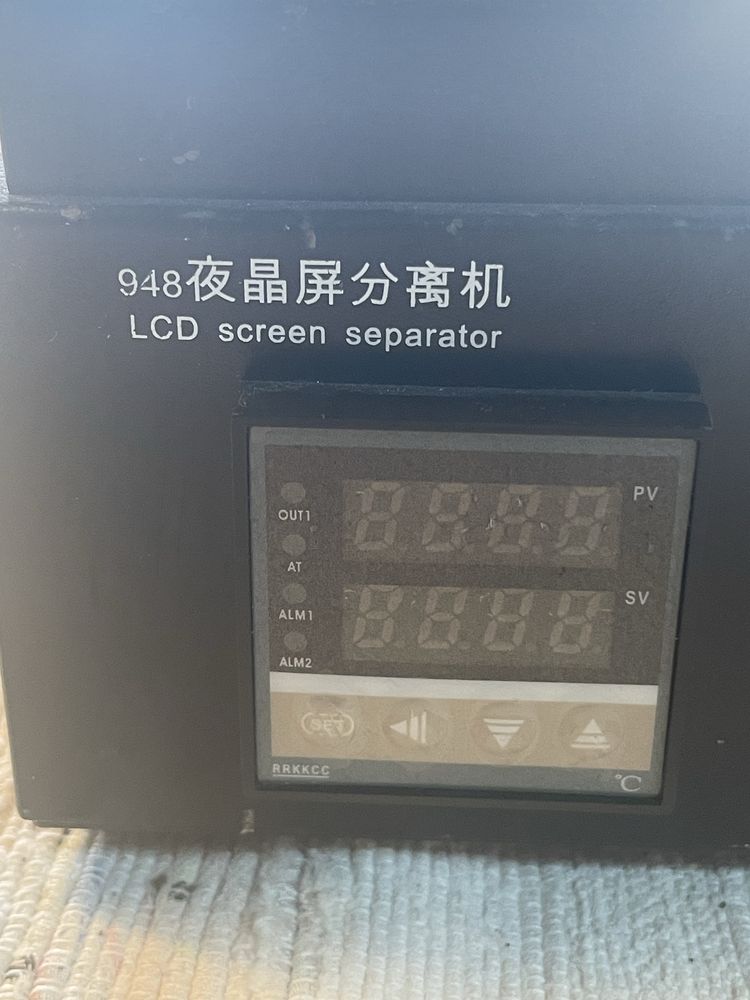 948夜晶屏分离机
LCD screen separator
PV
OUT1
AT
SV
ALM1
ALM2
SET
RRKKCC
°C